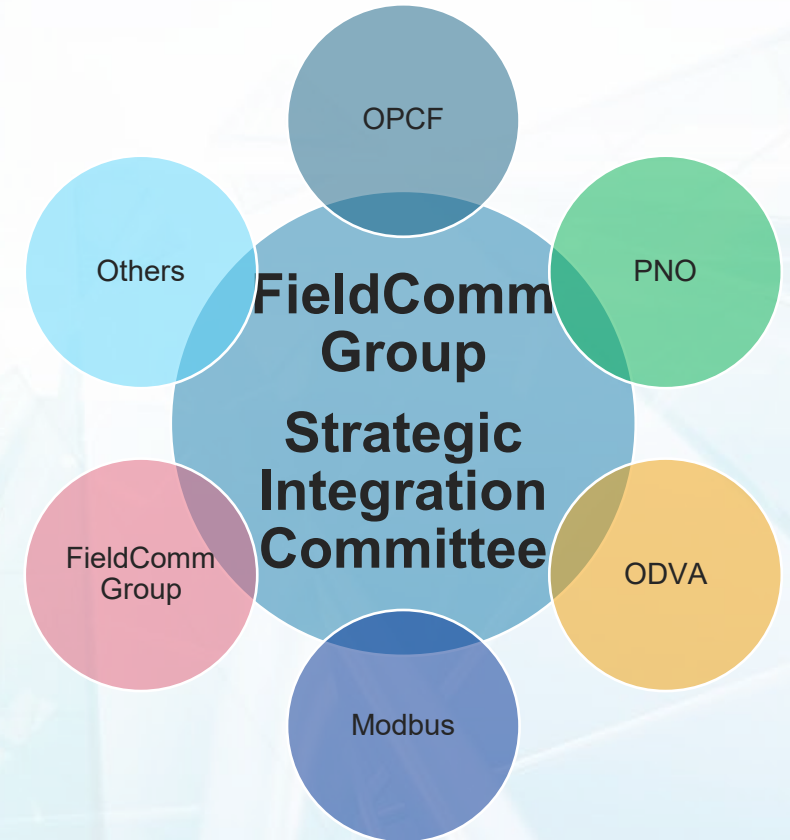 OPCF
Others
PNO
FieldComm
Group
Strategic
Integration
Committee
FieldComm
Group
ODVA
Modbus